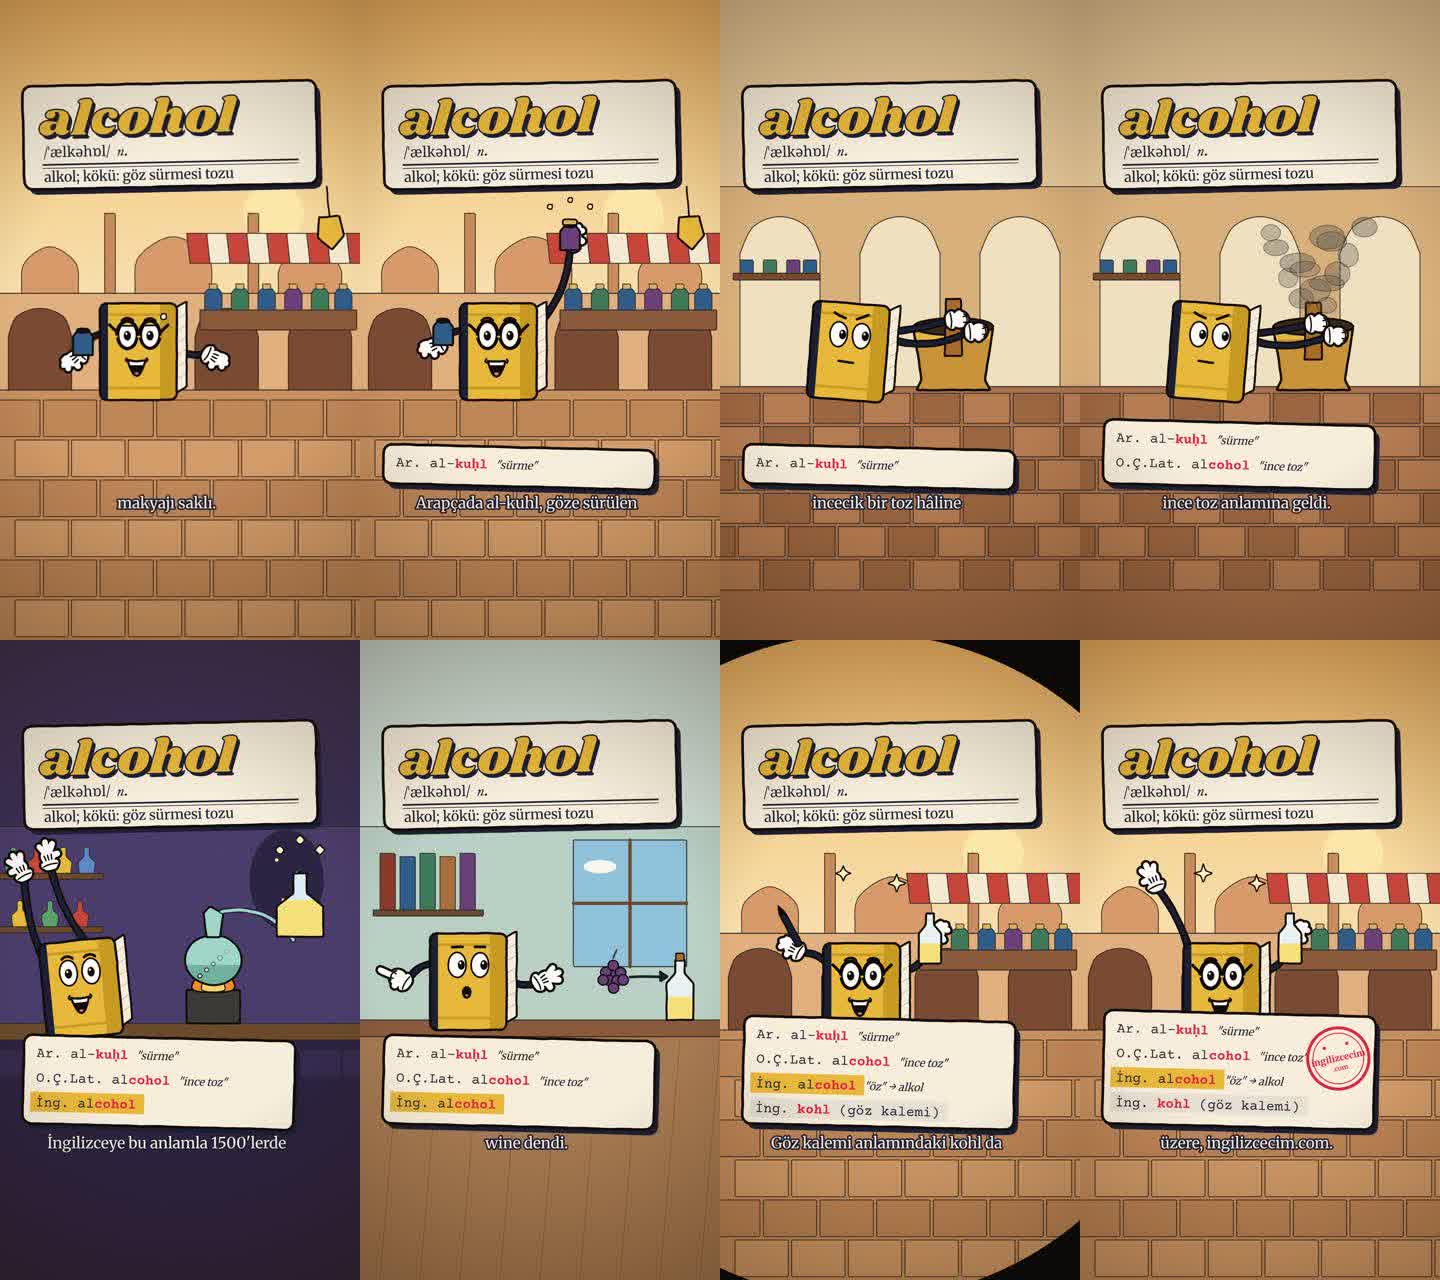 alcohol
/ˈælkəhɒl/ n.
alkol; kökü: göz sürmesi tozu
makyajı saklı.
alcohol
/ˈælkəhɒl/ n.
alkol; kökü: göz sürmesi tozu
Ar. al-kuḥl "sürme"
Arapçada al-kuhl, göze sürülen
alcohol
/ˈælkəhɒl/ n.
alkol; kökü: göz sürmesi tozu
Ar. al-kuḥl "sürme"
incecik bir toz hâline
alcohol
/ˈælkəhɒl/ n.
alkol; kökü: göz sürmesi tozu
Ar. al-kuḥl "sürme"
O.Ç.Lat. alcohol "ince toz"
ince toz anlamına geldi.
alcohol
/ˈælkəhɒl/ n.
alkol; kökü: göz sürmesi tozu
Ar. al-kuḥl "sürme"
O.Ç.Lat. alcohol "ince toz"
İng. alcohol
İngilizceye bu anlamla 1500'lerde
alcohol
/ˈælkəhɒl/ n.
alkol; kökü: göz sürmesi tozu
Ar. al-kuḥl "sürme"
O.Ç.Lat. alcohol "ince toz"
İng. alcohol
wine dendi.
alcohol
/ˈælkəhɒl/ n.
alkol; kökü: göz sürmesi tozu
Ar. al-kuḥl "sürme"
O.Ç.Lat. alcohol "ince toz"
İng. alcohol "öz" → alkol
İng. kohl (göz kalemi)
Göz kalemi anlamındaki kohl da
alcohol
/ˈælkəhɒl/ n.
alkol; kökü: göz sürmesi tozu
Ar. al-kuḥl "sürme"
O.Ç.Lat. alcohol "ince toz"
ingilizcecim
.com
İng. alcohol "öz" → alkol
İng. kohl (göz kalemi)
üzere, ingilizcecim.com.